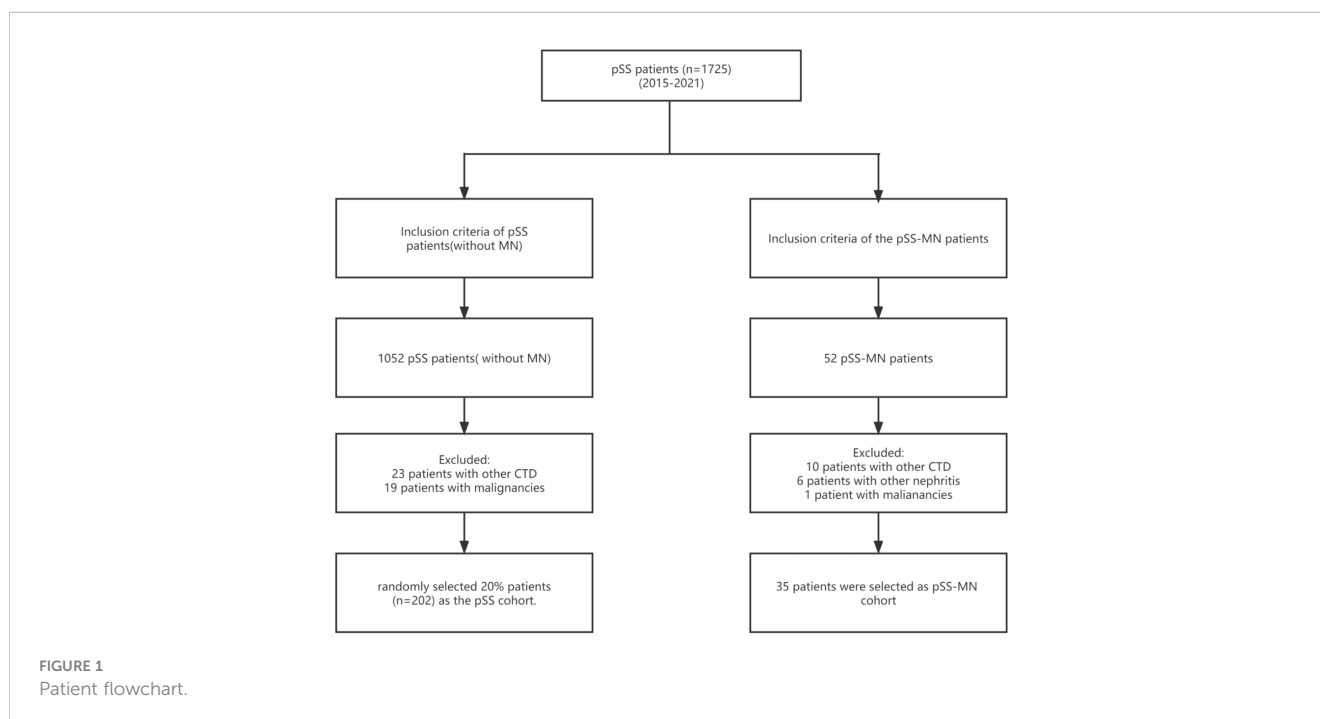 pSS patients (n=1725)
(2015-2021)
Inclusion criteria of pSS
patients(without MN)
Inclusion criteria of the pSS-MN patients
1052 pSS patients( without MN)
52 pSS-MN patients
Excluded:
23 patients with other CTD
19 patients with malignancies
Excluded:
10 patients with other CTD
6 patients with other nephritis
1 patient with malianancies
randomly selected 20% patients
(n=202) as the pSS cohort.
35 patients were selected as pSS-MN
cohort
FIGURE 1
Patient flowchart.